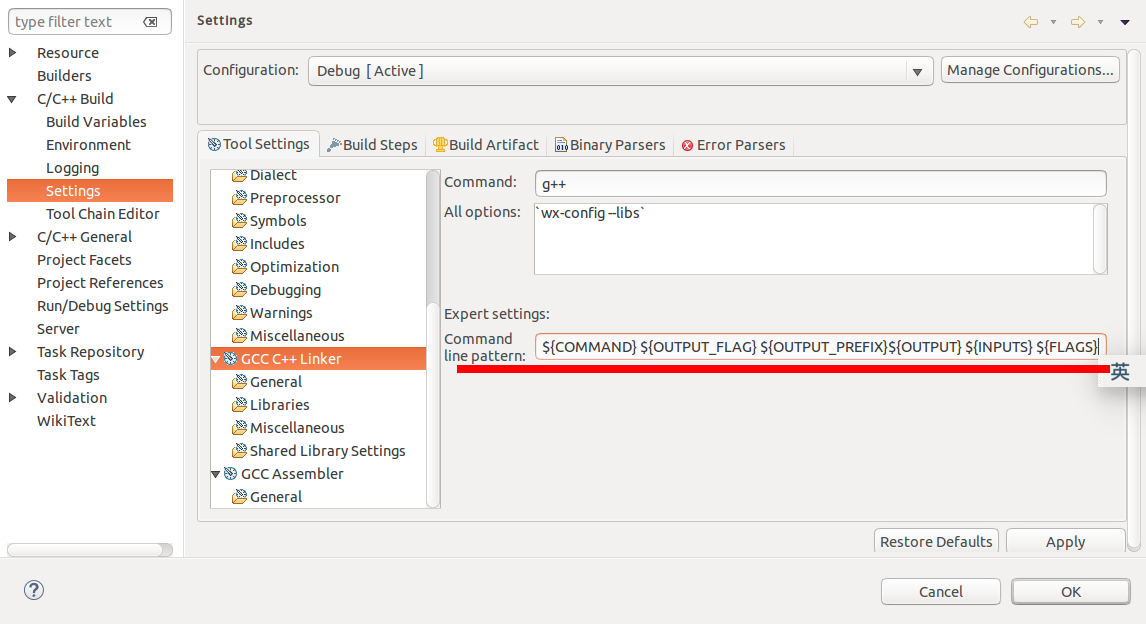 type filter text
Resource
Builders
C/C++ Build
Build Variables
Environment
Logging
Settings
Tool Chain Editor
C/C++ General
Project Facets
Project References
Run/Debug Settings
Server
Task Repository
Task Tags
Validation
WikiText
Settings
Configuration: Debug [ Active ] Manage Configurations...
Tool Settings Build Steps Build Artifact Binary Parsers Error Parsers
Dialect
Preprocessor
Symbols
Includes
Optimization
Debugging
Warnings
Miscellaneous
GCC C++ Linker
General
Libraries
Miscellaneous
Shared Library Settings
GCC Assembler
General
Command: g++
All options: `wx-config --libs`
Expert settings:
Command
line pattern: ${COMMAND} ${OUTPUT_FLAG} ${OUTPUT_PREFIX}${OUTPUT} ${INPUTS} ${FLAGS}
英
Restore Defaults Apply
Cancel OK